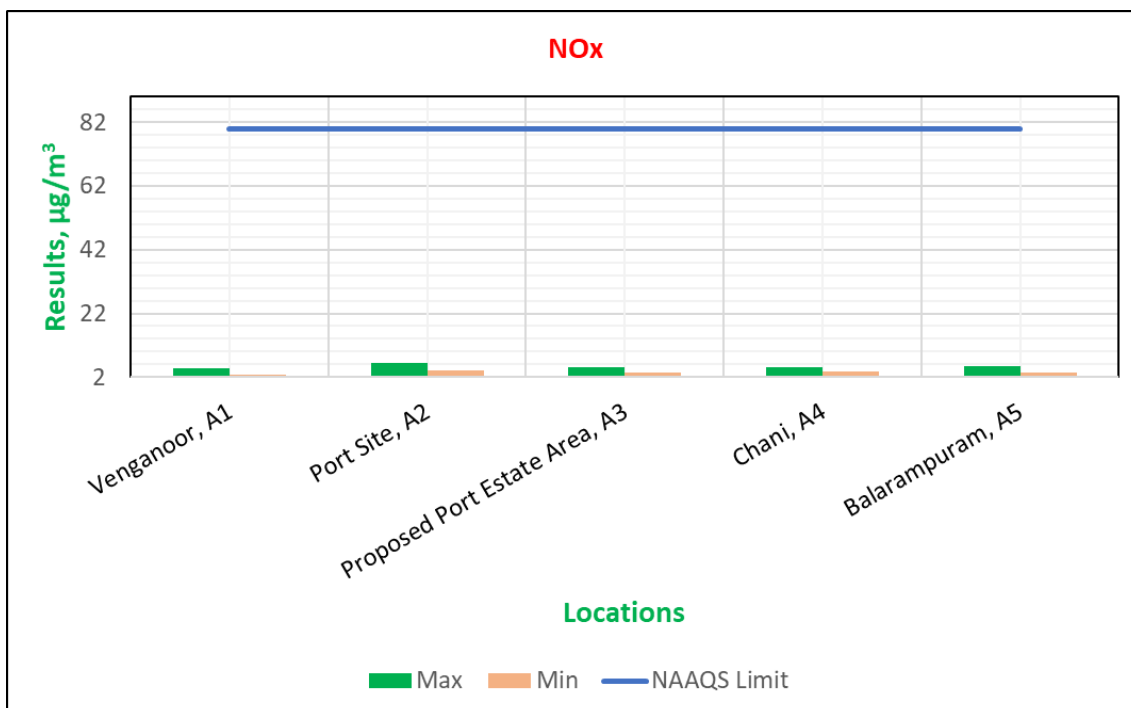 NOx
Results, µg/m³
82
62
42
22
2
Venganoor, A1
Port Site, A2
Proposed Port Estate Area, A3
Chani, A4
Balarampuram, A5
Locations
Max
Min
NAAQS Limit